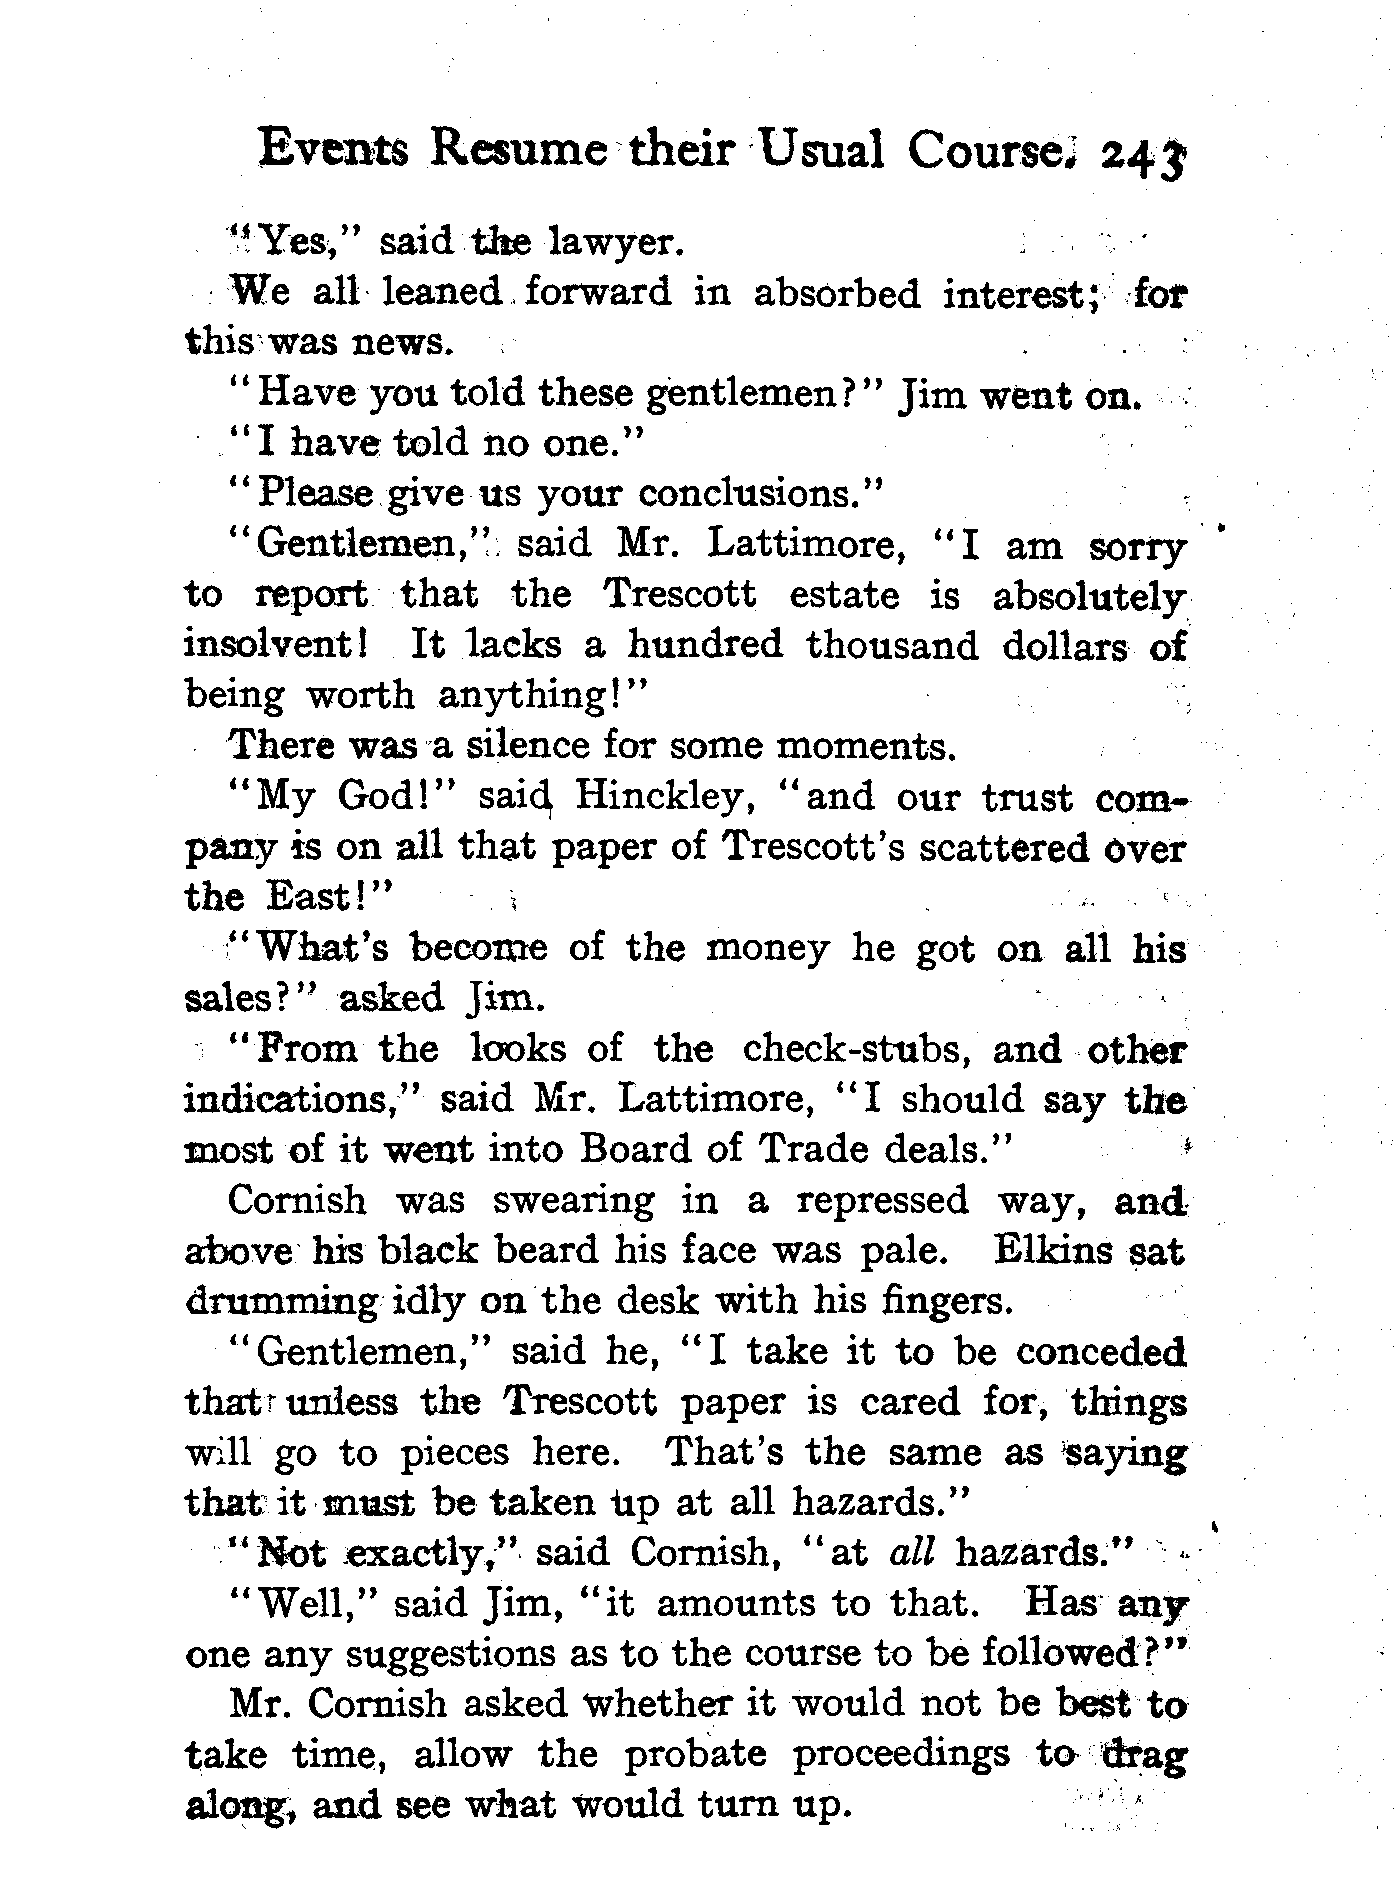 Events Resume their Usual Course. 243
"Yes," said the lawyer.
We all leaned forward in absorbed interest; for
this was news.
"Have you told these gentlemen?" Jim went on.
"I have told no one."
"Please give us your conclusions."
"Gentlemen," said Mr. Lattimore, "I am sorry
to report that the Trescott estate is absolutely
insolvent! It lacks a hundred thousand dollars of
being worth anything!"
There was a silence for some moments.
"My God!" said Hinckley, "and our trust com-
pany is on all that paper of Trescott's scattered over
the East!"
"What's become of the money he got on all his
sales?" asked Jim.
"From the looks of the check-stubs, and other
indications," said Mr. Lattimore, "I should say the
most of it went into Board of Trade deals."
Cornish was swearing in a repressed way, and
above his black beard his face was pale. Elkins sat
drumming idly on the desk with his fingers.
"Gentlemen," said he, "I take it to be conceded
that unless the Trescott paper is cared for, things
will go to pieces here. That's the same as saying
that it must be taken up at all hazards."
"Not exactly," said Cornish, "at all hazards."
"Well," said Jim, "it amounts to that. Has any
one any suggestions as to the course to be followed?"
Mr. Cornish asked whether it would not be best to
take time, allow the probate proceedings to drag
along, and see what would turn up.